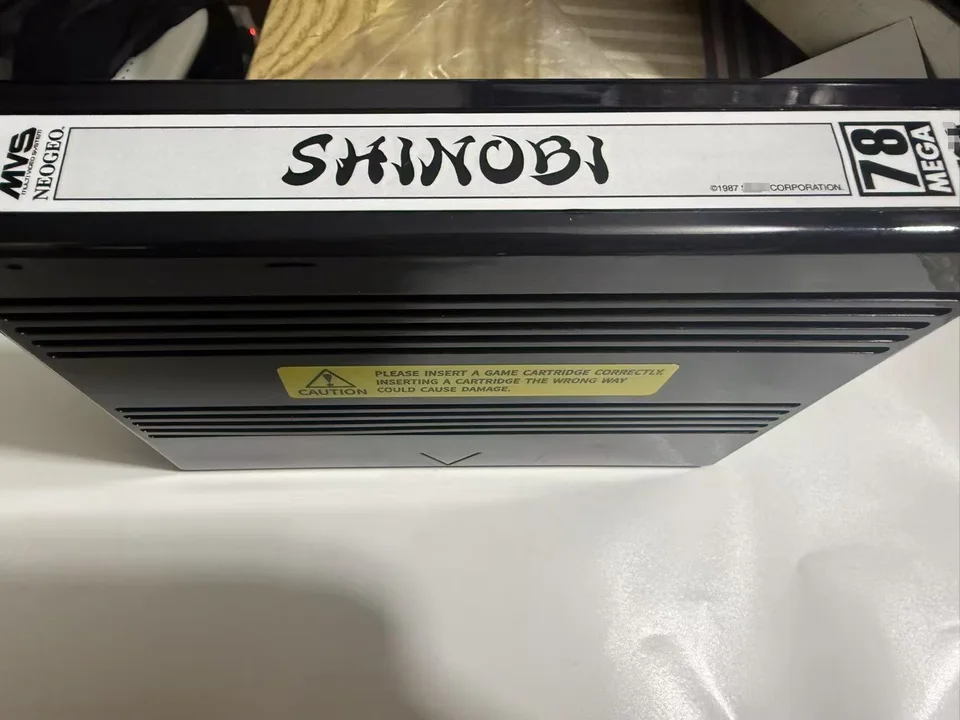 MVS
MULTI VIDEO SYSTEM
NEOGEO.
SHINOBI
©1987 CORPORATION.
78
MEGA
CAUTION
PLEASE INSERT A GAME CARTRIDGE CORRECTLY.
INSERTING A CARTRIDGE THE WRONG WAY
COULD CAUSE DAMAGE.